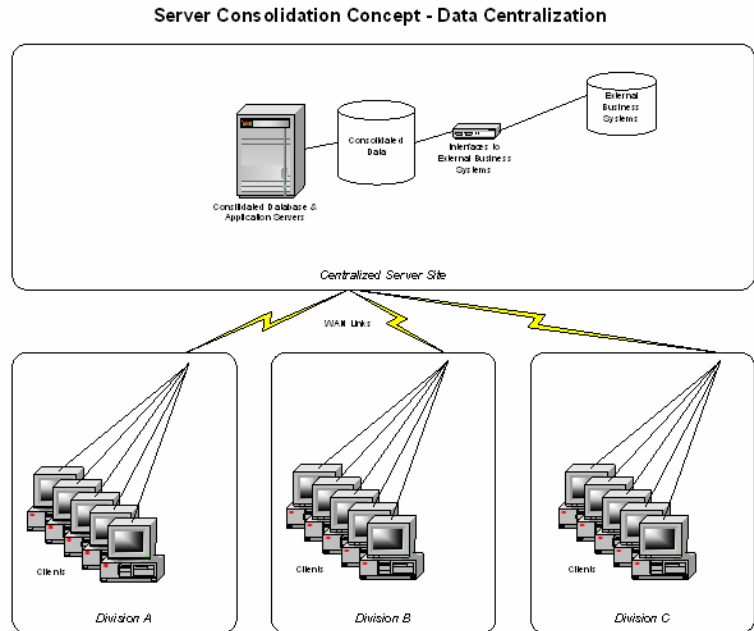 Server Consolidation Concept - Data Centralization
External
Business
Systems
Consolidated
Data
Interfaces to
External Business
Systems
Consilidated Database &
Application Servers
Centralized Server Site
WAN Links
Clients
Clients
Clients
Division A
Division B
Division C